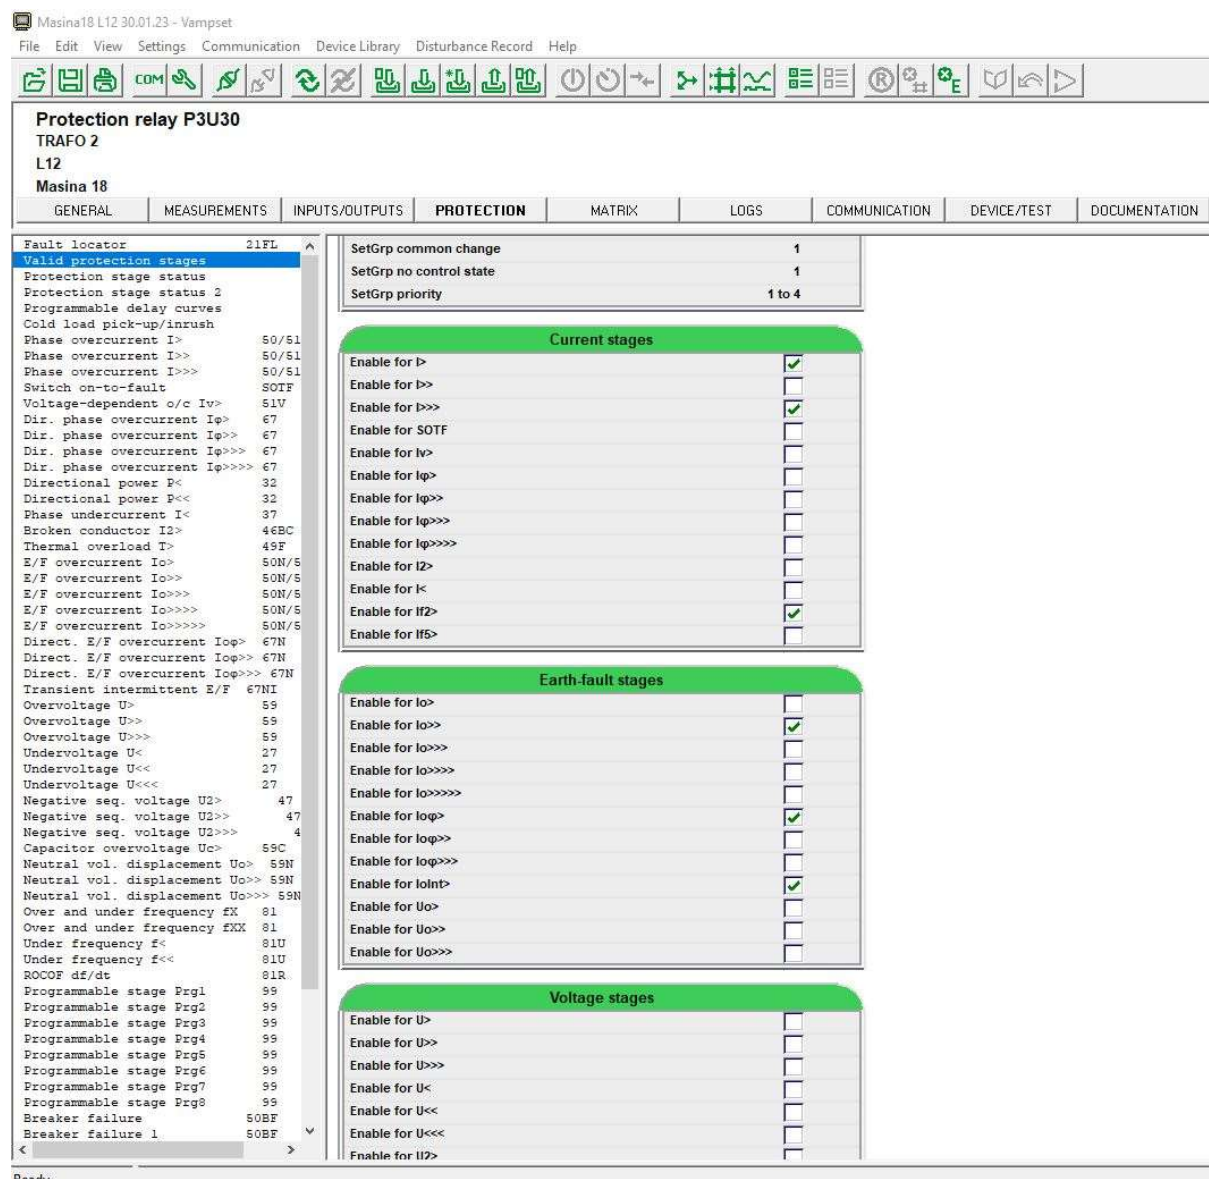 Masina18 L12 30.01.23 - Vampset
File Edit View Settings Communication Device Library Disturbance Record Help
COM
Protection relay P3U30
TRAFO 2
L12
Masina 18
GENERAL MEASUREMENTS INPUTS/OUTPUTS PROTECTION MATRIX LOGS COMMUNICATION DEVICE/TEST DOCUMENTATION
Fault locator 21FL
Valid protection stages
Protection stage status
Protection stage status 2
Programmable delay curves
Cold load pick-up/inrush
Phase overcurrent I> 50/51
Phase overcurrent I>> 50/51
Phase overcurrent I>>> 50/51
Switch on-to-fault SOTF
Voltage-dependent o/c Iv> 51V
Dir. phase overcurrent Iφ> 67
Dir. phase overcurrent Iφ>> 67
Dir. phase overcurrent Iφ>>> 67
Dir. phase overcurrent Iφ>>>> 67
Directional power P< 32
Directional power P<< 32
Phase undercurrent I< 37
Broken conductor I2> 46BC
Thermal overload T> 49F
E/F overcurrent Io> 50N/5
E/F overcurrent Io>> 50N/5
E/F overcurrent Io>>> 50N/5
E/F overcurrent Io>>>> 50N/5
E/F overcurrent Io>>>>> 50N/5
Direct. E/F overcurrent Ioφ> 67N
Direct. E/F overcurrent Ioφ>> 67N
Direct. E/F overcurrent Ioφ>>> 67N
Transient intermittent E/F 67NI
Overvoltage U> 59
Overvoltage U>> 59
Overvoltage U>>> 59
Undervoltage U< 27
Undervoltage U<< 27
Undervoltage U<<< 27
Negative seq. voltage U2> 47
Negative seq. voltage U2>> 47
Negative seq. voltage U2>>> 4
Capacitor overvoltage Uc> 59C
Neutral vol. displacement Uo> 59N
Neutral vol. displacement Uo>> 59N
Neutral vol. displacement Uo>>> 59N
Over and under frequency fX 81
Over and under frequency fXX 81
Under frequency f< 81U
Under frequency f<< 81U
ROCOF df/dt 81R
Programmable stage Prg1 99
Programmable stage Prg2 99
Programmable stage Prg3 99
Programmable stage Prg4 99
Programmable stage Prg5 99
Programmable stage Prg6 99
Programmable stage Prg7 99
Programmable stage Prg8 99
Breaker failure 50BF
Breaker failure 1 50BF
SetGrp common change 1
SetGrp no control state 1
SetGrp priority 1 to 4
Current stages
Enable for I>
Enable for I>>
Enable for I>>>
Enable for SOTF
Enable for Iv>
Enable for Iφ>
Enable for Iφ>>
Enable for Iφ>>>
Enable for Iφ>>>>
Enable for I2>
Enable for I<
Enable for If2>
Enable for If5>
Earth-fault stages
Enable for Io>
Enable for Io>>
Enable for Io>>>
Enable for Io>>>>
Enable for Io>>>>>
Enable for Ioφ>
Enable for Ioφ>>
Enable for Ioφ>>>
Enable for IoInt>
Enable for Uo>
Enable for Uo>>
Enable for Uo>>>
Voltage stages
Enable for U>
Enable for U>>
Enable for U>>>
Enable for U<
Enable for U<<
Enable for U<<<
Enable for U2>
Ready